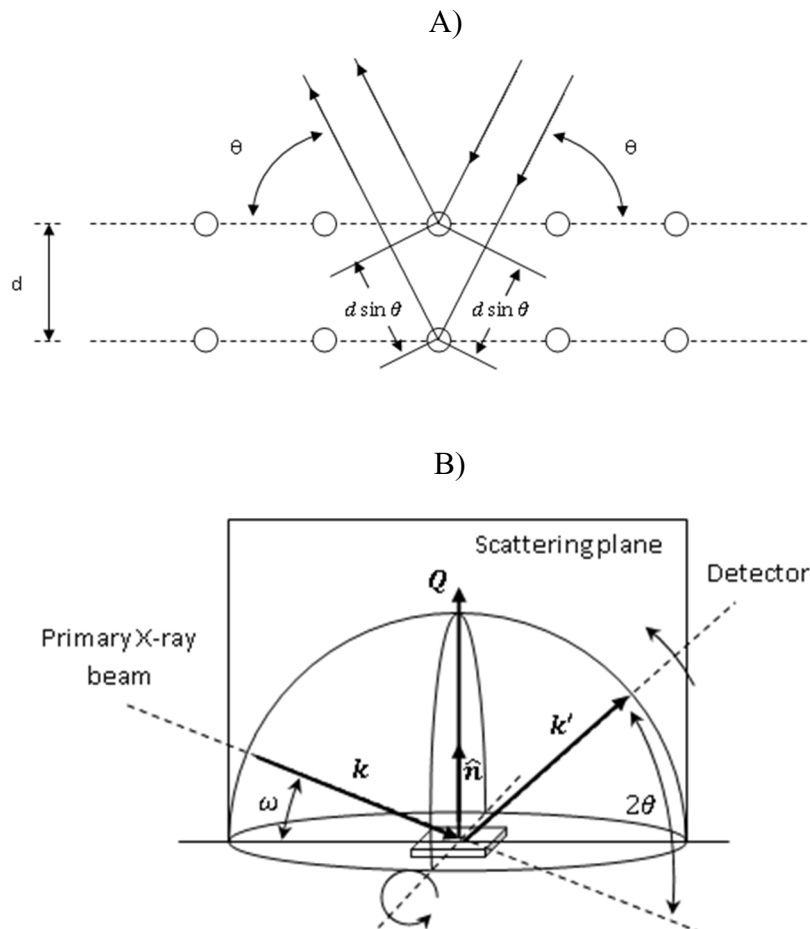 A)
θ
θ
d
d sin θ
d sin θ
B)
Scattering plane
Q
Detector
Primary X-ray
beam
k
k'
n̂
ω
2θ